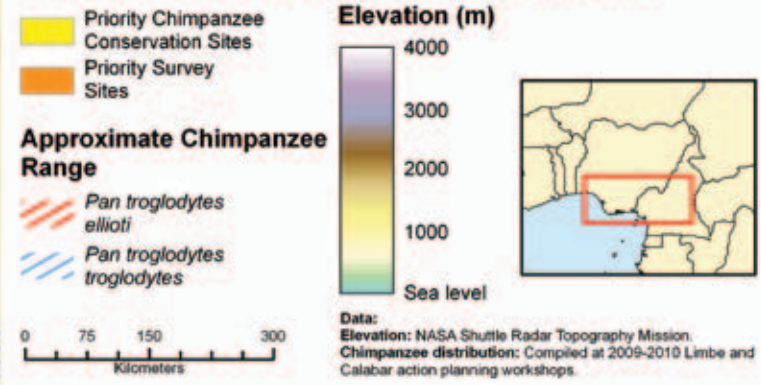 Priority Chimpanzee
Conservation Sites
Priority Survey
Sites
Approximate Chimpanzee
Range
Pan troglodytes
ellioti
Pan troglodytes
troglodytes
0 75 150 300
Kilometers
Elevation (m)
4000
3000
2000
1000
Sea level
Data:
Elevation: NASA Shuttle Radar Topography Mission.
Chimpanzee distribution: Compiled at 2009-2010 Limbe and
Calabar action planning workshops.